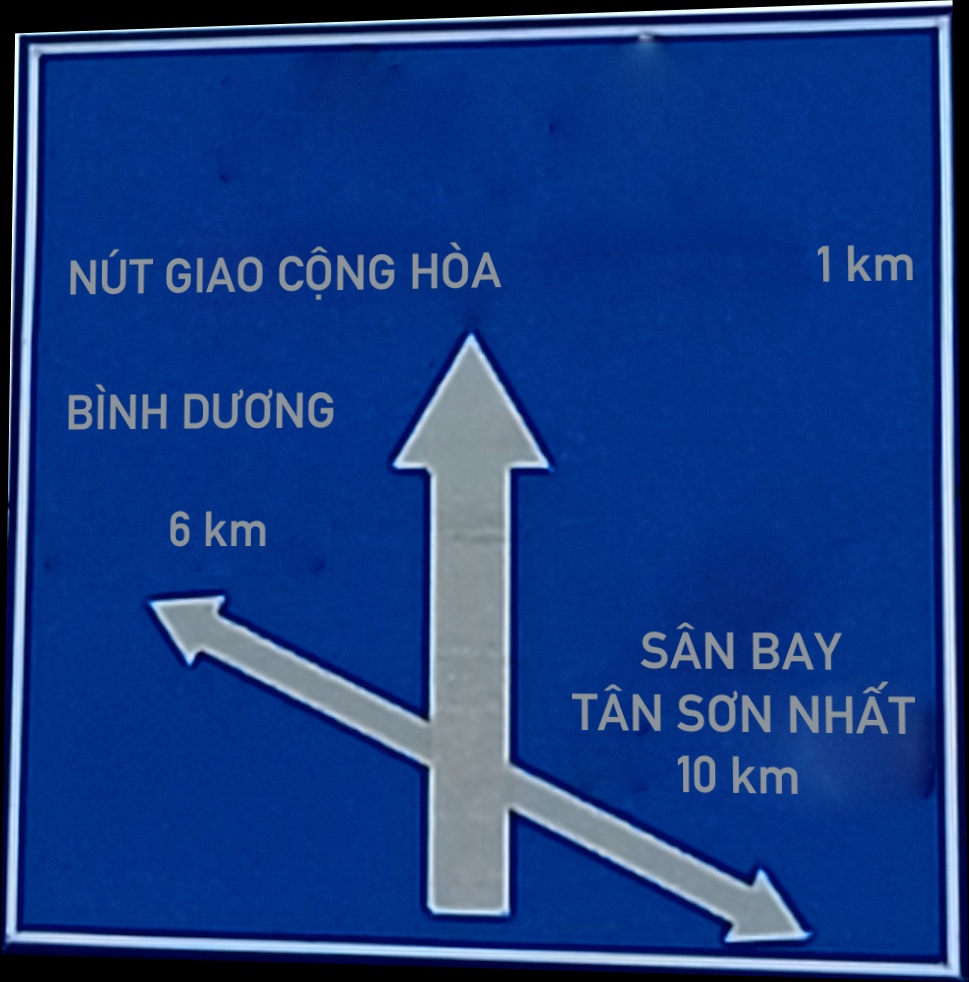 NÚT GIAO CỘNG HÒA 1 km
BÌNH DƯƠNG
6 km
SÂN BAY
TÂN SƠN NHẤT
10 km